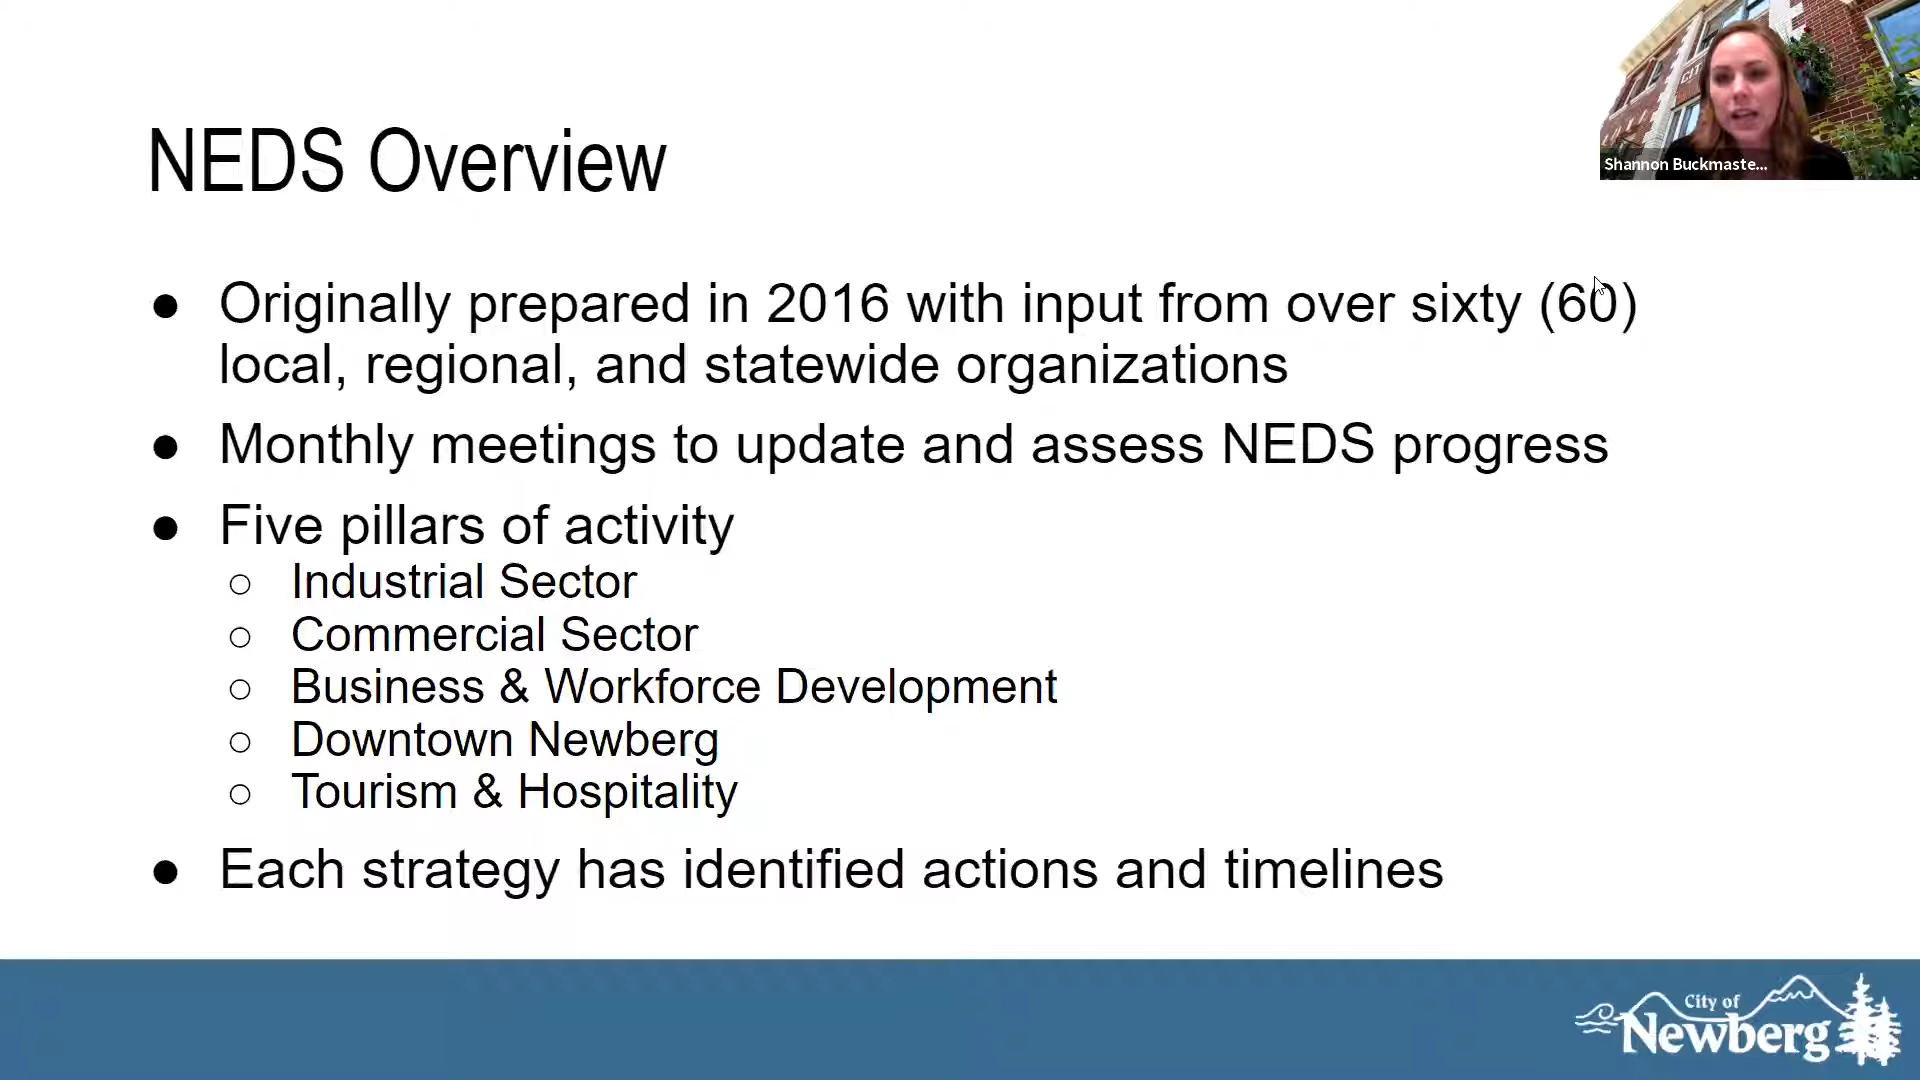 NEDS Overview
Shannon Buckmaste...
● Originally prepared in 2016 with input from over sixty (60)
local, regional, and statewide organizations
● Monthly meetings to update and assess NEDS progress
● Five pillars of activity
○ Industrial Sector
○ Commercial Sector
○ Business & Workforce Development
○ Downtown Newberg
○ Tourism & Hospitality
● Each strategy has identified actions and timelines
City of
Newberg